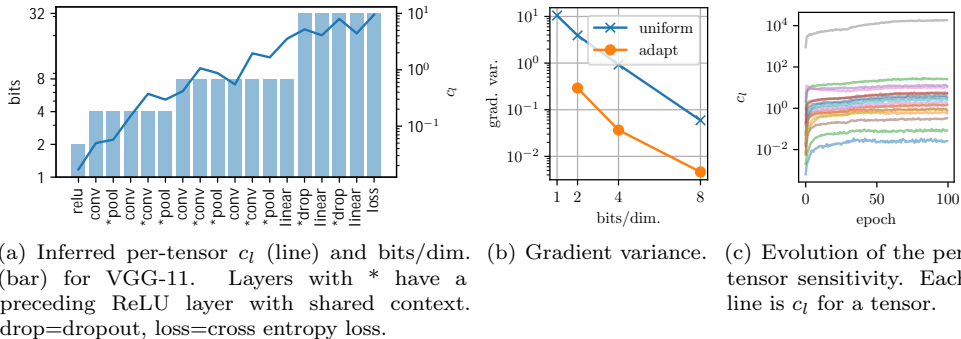 32
8
4
2
1
bits
10^1
10^0
10^-1
c_l
relu
conv
*pool
conv
*conv
*pool
conv
*conv
*pool
conv
*conv
*pool
linear
*drop
linear
*drop
linear
loss
(a) Inferred per-tensor c_l (line) and bits/dim.
(bar) for VGG-11. Layers with * have a
preceding ReLU layer with shared context.
drop=dropout, loss=cross entropy loss.
10^1
10^0
10^-1
10^-2
grad. var.
uniform
adapt
1 2 4 8
bits/dim.
(b) Gradient variance.
10^4
10^2
10^0
10^-2
c_l
0 50 100
epoch
(c) Evolution of the per
tensor sensitivity. Each
line is c_l for a tensor.